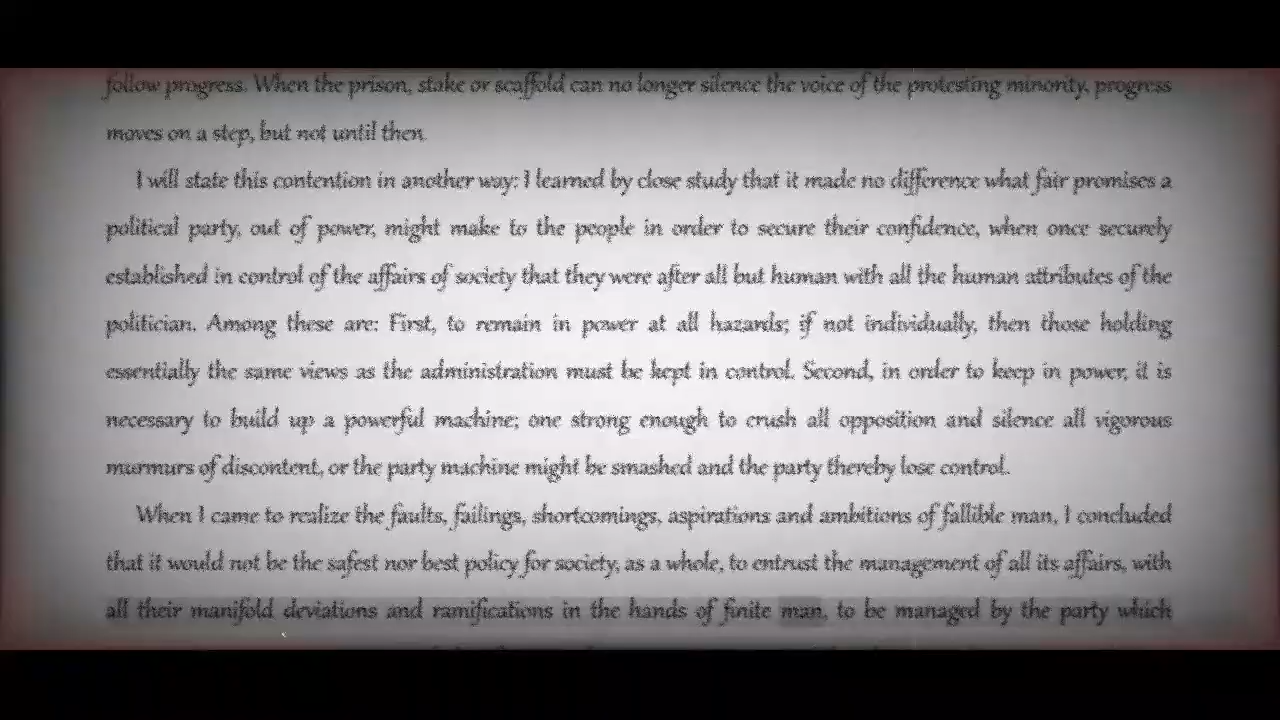 follow progress. When the prison, stake or scaffold can no longer silence the voice of the protesting minority, progress
moves on a step, but not until then.
I will state this contention in another way: I learned by close study that it made no difference what fair promises a
political party, out of power, might make to the people in order to secure their confidence, when once securely
established in control of the affairs of society that they were after all but human with all the human attributes of the
politician. Among these are: First, to remain in power at all hazards; if not individually, then those holding
essentially the same views as the administration must be kept in control. Second, in order to keep in power, it is
necessary to build up a powerful machine; one strong enough to crush all opposition and silence all vigorous
murmurs of discontent, or the party machine might be smashed and the party thereby lose control.
When I came to realize the faults, failings, shortcomings, aspirations and ambitions of fallible man, I concluded
that it would not be the safest nor best policy for society, as a whole, to entrust the management of all its affairs, with
all their manifold deviations and ramifications in the hands of finite man, to be managed by the party which